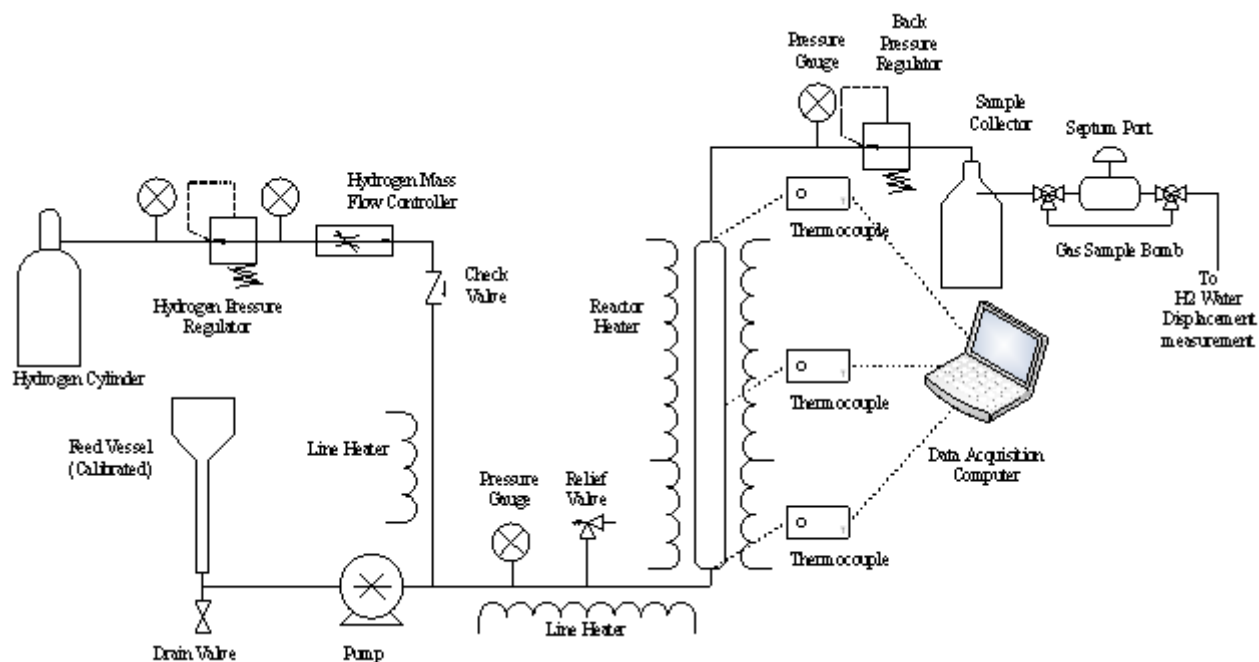 Pressure
Gauge
Back
Pressure
Regulator
Sample
Collector
Septum Port
Hydrogen Mass
Flow Controller
Thermocouple
Gas Sample Bomb
Check
Valve
To
H2 Water
Displacement
measurement
Hydrogen Pressure
Regulator
Reactor
Heater
Hydrogen Cylinder
Thermocouple
Feed Vessel
(Calibrated)
Line Heater
Data Acquisition
Computer
Pressure
Gauge
Relief
Valve
Thermocouple
Line Heater
Drain Valve
Pump